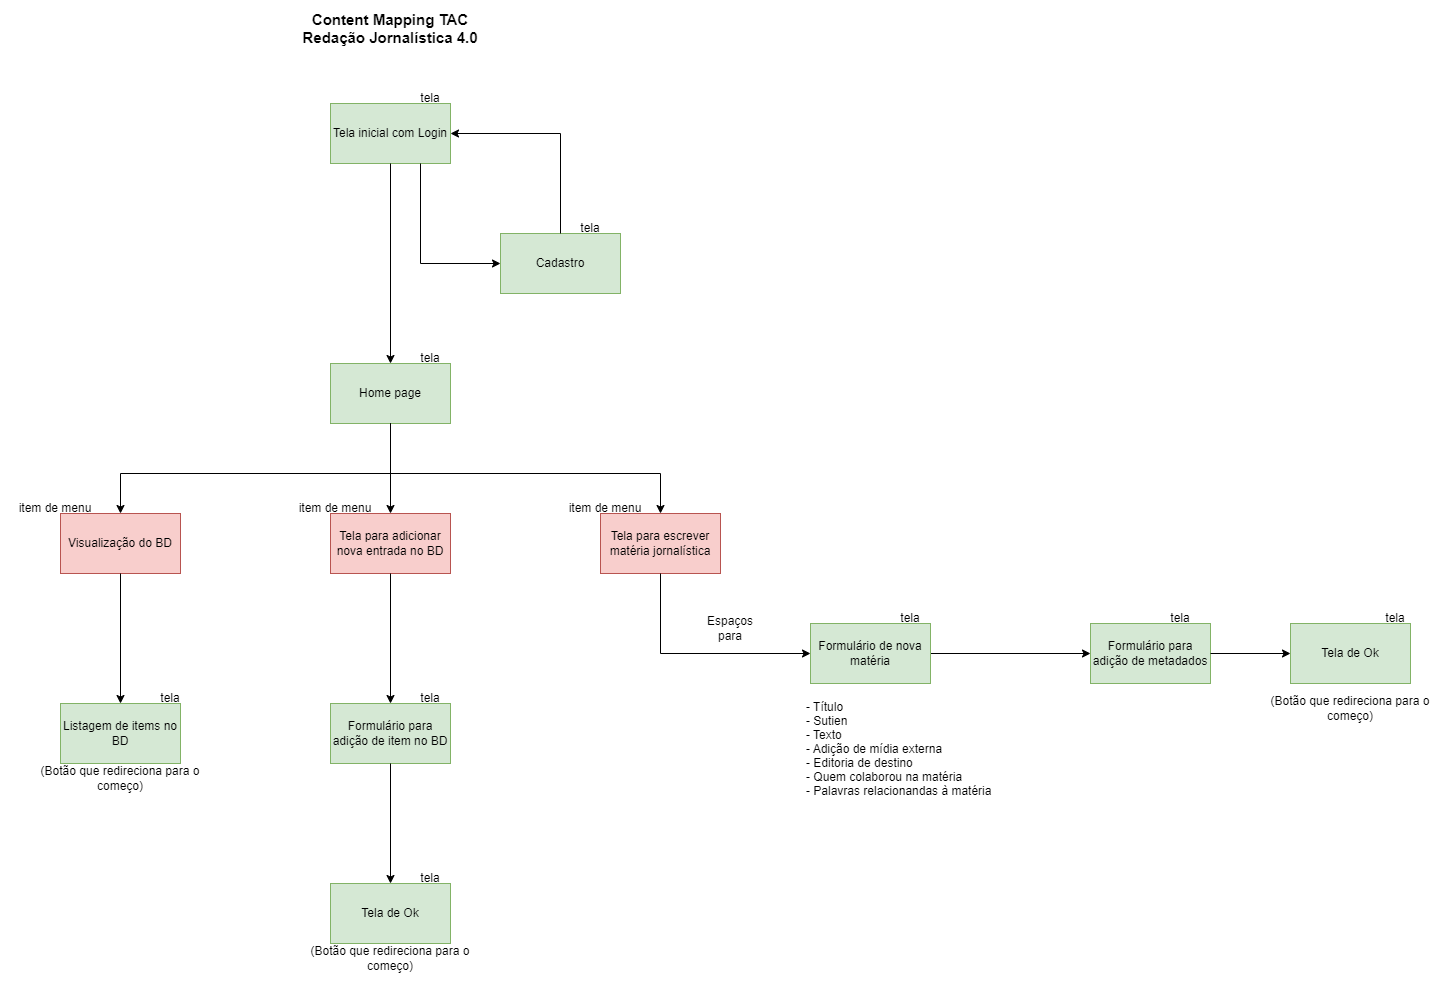 Content Mapping TAC
Redação Jornalística 4.0
tela
Tela inicial com Login
tela
Cadastro
tela
Home page
item de menu
item de menu
item de menu
Visualização do BD
Tela para adicionar
nova entrada no BD
Tela para escrever
matéria jornalística
Espaços
para
tela
Formulário de nova
matéria
tela
Formulário para
adição de metadados
tela
Tela de Ok
(Botão que redireciona para o
começo)
- Título
- Sutien
- Texto
- Adição de mídia externa
- Editoria de destino
- Quem colaborou na matéria
- Palavras relacionandas à matéria
tela
Listagem de items no
BD
(Botão que redireciona para o
começo)
tela
Formulário para
adição de item no BD
tela
Tela de Ok
(Botão que redireciona para o
começo)